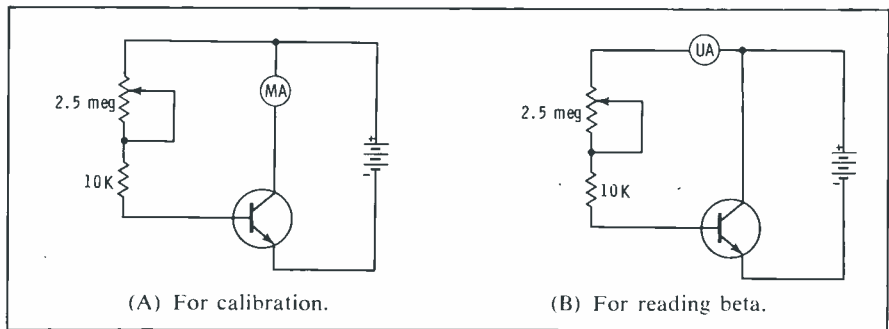 2.5 meg
MA
10K
+
-
(A) For calibration.
UA
2.5 meg
10K
+
-
(B) For reading beta.